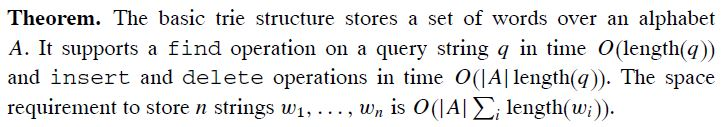 Theorem. The basic trie structure stores a set of words over an alphabet
A. It supports a find operation on a query string q in time O(length(q))
and insert and delete operations in time O(|A| length(q)). The space
requirement to store n strings w₁, . . . , wₙ is O(|A| ∑ᵢ length(wᵢ)).